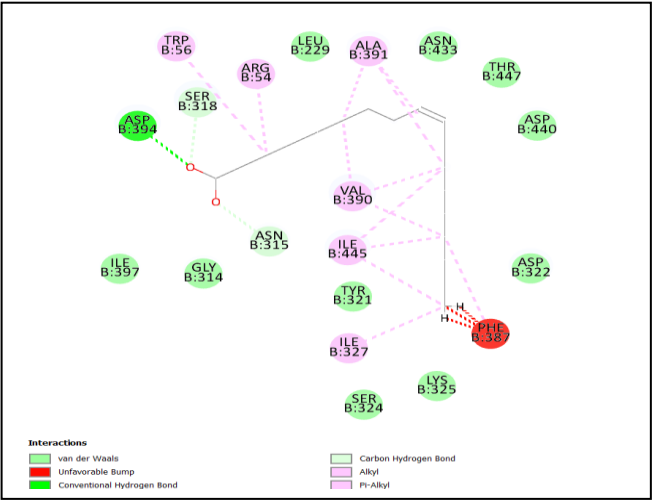 TRP
B:56
LEU
B:229
ALA
B:391
ASN
B:433
ARG
B:54
THR
B:447
SER
B:318
ASP
B:394
ASP
B:440
O
O
VAL
B:390
ASN
B:315
ILE
B:445
ILE
B:397
GLY
B:314
ASP
B:322
TYR
B:321
H
H
PHE
B:387
ILE
B:327
LYS
B:325
SER
B:324
Interactions
van der Waals
Unfavorable Bump
Conventional Hydrogen Bond
Carbon Hydrogen Bond
Alkyl
Pi-Alkyl